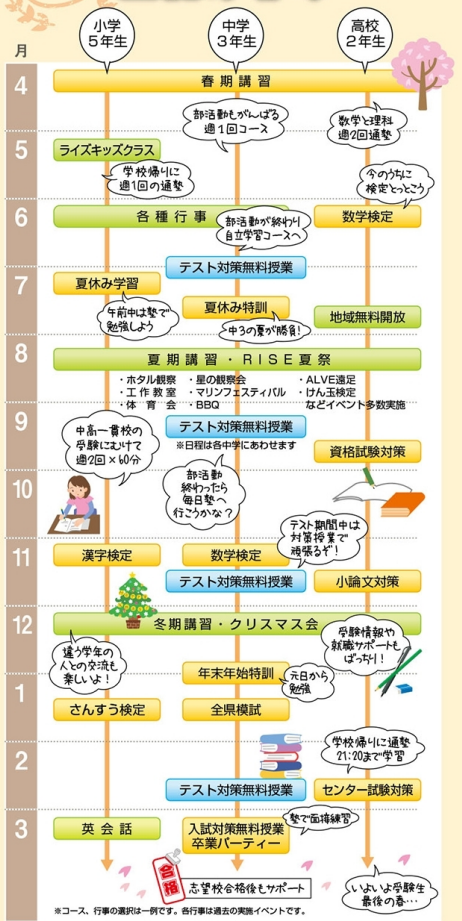 小学
5年生
中学
3年生
高校
2年生
月
4
春期講習
部活動もがんばる
週1回コース
数学と理科
週2回通塾
5
ライズキッズクラス
学校帰りに
週1回の通塾
今のうちに
検定とっとこう
6
各種行事
部活動が終わり
自立学習コースへ
数学検定
テスト対策無料授業
7
夏休み学習
午前中は塾で
勉強しよう
夏休み特訓
中3の夏が勝負!
地域無料開放
8
夏期講習・RISE夏祭
・ホタル観察 ・星の観察会 ・ALVE遠足
・工作教室 ・マリンフェスティバル ・けん玉検定
・体育会 ・BBQ などイベント多数実施
9
テスト対策無料授業
※日程は各中学にあわせます
中高一貫校の
受験にむけて
週2回×60分
資格試験対策
10
部活動
終わったら
毎日塾へ
行こうかな?
テスト期間中は
対策授業で
頑張るぞ!
11
漢字検定
数学検定
テスト対策無料授業
小論文対策
12
冬期講習・クリスマス会
違う学年の
人との交流も
楽しいよ!
受験情報や
就職サポートも
ばっちり!
年末年始特訓
元日から
勉強
1
さんすう検定
全県模試
学校帰りに通塾
21:20まで学習
2
テスト対策無料授業
センター試験対策
3
英会話
入試対策無料授業
卒業パーティー
塾で面接練習
合格
志望校合格後もサポート
いよいよ受験生
最後の春…
※コース、行事の選択は一例です。各行事は過去の実施イベントです。